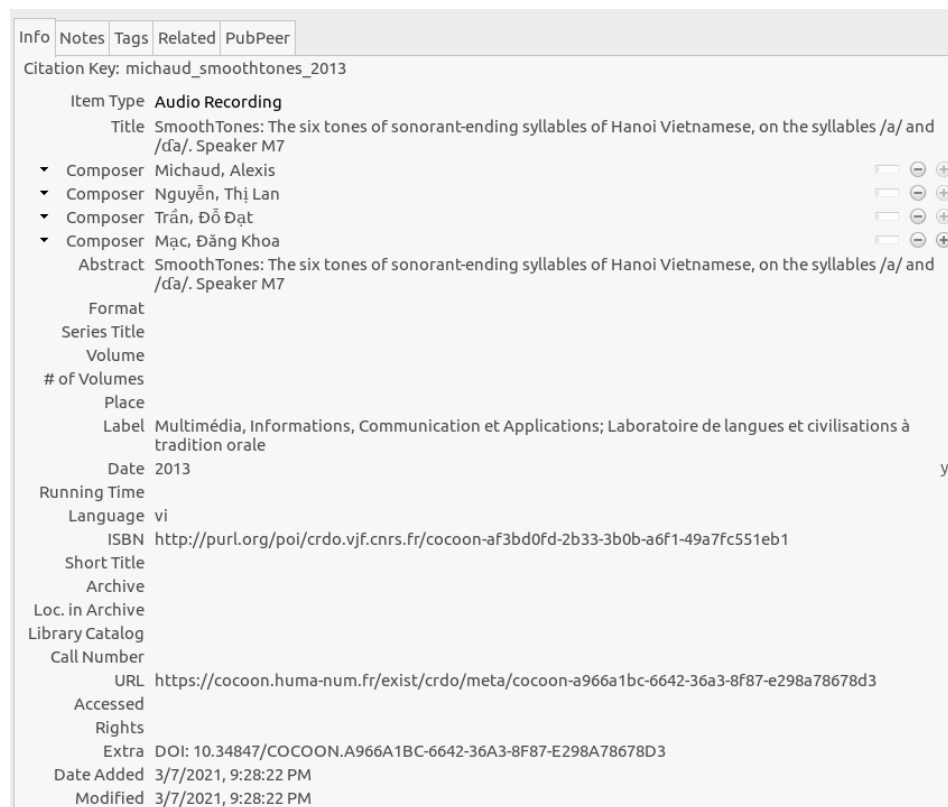 Info Notes Tags Related PubPeer
Citation Key: michaud_smoothtones_2013
Item Type Audio Recording
Title SmoothTones: The six tones of sonorant-ending syllables of Hanoi Vietnamese, on the syllables /a/ and
/ɗa/. Speaker M7
Composer Michaud, Alexis
Composer Nguyễn, Thị Lan
Composer Trần, Đỗ Đạt
Composer Mạc, Đăng Khoa
Abstract SmoothTones: The six tones of sonorant-ending syllables of Hanoi Vietnamese, on the syllables /a/ and
/ɗa/. Speaker M7
Format
Series Title
Volume
# of Volumes
Place
Label Multimédia, Informations, Communication et Applications; Laboratoire de langues et civilisations à
tradition orale
Date 2013 y
Running Time
Language vi
ISBN http://purl.org/poi/crdo.vjf.cnrs.fr/cocoon-af3bd0fd-2b33-3b0b-a6f1-49a7fc551eb1
Short Title
Archive
Loc. in Archive
Library Catalog
Call Number
URL https://cocoon.huma-num.fr/exist/crdo/meta/cocoon-a966a1bc-6642-36a3-8f87-e298a78678d3
Accessed
Rights
Extra DOI: 10.34847/COCOON.A966A1BC-6642-36A3-8F87-E298A78678D3
Date Added 3/7/2021, 9:28:22 PM
Modified 3/7/2021, 9:28:22 PM